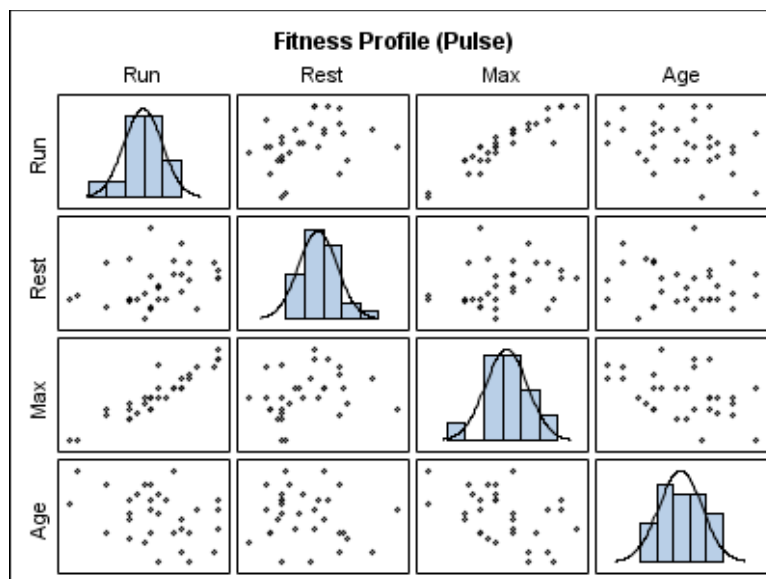 Fitness Profile (Pulse)
Run Rest Max Age
Run
Rest
Max
Age